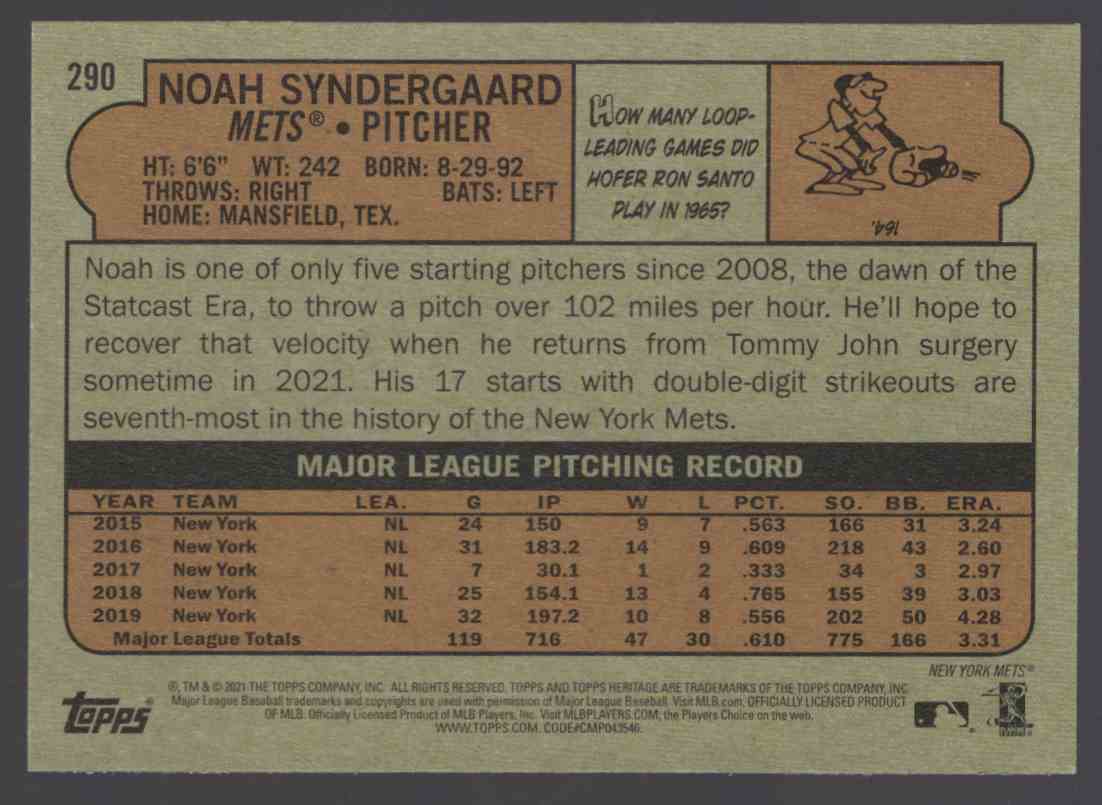 290
NOAH SYNDERGAARD
METS® • PITCHER
HT: 6'6" WT: 242 BORN: 8-29-92
THROWS: RIGHT BATS: LEFT
HOME: MANSFIELD, TEX.
HOW MANY LOOP-
LEADING GAMES DID
HOFER RON SANTO
PLAY IN 1965?
164.
Noah is one of only five starting pitchers since 2008, the dawn of the
Statcast Era, to throw a pitch over 102 miles per hour. He'll hope to
recover that velocity when he returns from Tommy John surgery
sometime in 2021. His 17 starts with double-digit strikeouts are
seventh-most in the history of the New York Mets.
MAJOR LEAGUE PITCHING RECORD
YEAR TEAM LEA. G IP W L PCT. SO. BB. ERA.
2015 New York NL 24 150 9 7 .563 166 31 3.24
2016 New York NL 31 183.2 14 9 .609 218 43 2.60
2017 New York NL 7 30.1 1 2 .333 34 3 2.97
2018 New York NL 25 154.1 13 4 .765 155 39 3.03
2019 New York NL 32 197.2 10 8 .556 202 50 4.28
Major League Totals 119 716 47 30 .610 775 166 3.31
NEW YORK METS®
®, TM & © 2021 THE TOPPS COMPANY, INC. ALL RIGHTS RESERVED. TOPPS AND TOPPS HERITAGE ARE TRADEMARKS OF THE TOPPS COMPANY, INC.
Major League Baseball trademarks and copyrights are used with permission of Major League Baseball. Visit MLB.com. OFFICIALLY LICENSED PRODUCT
OF MLB. Officially Licensed Product of MLB Players, Inc. Visit MLBPLAYERS.COM, the Players Choice on the web.
WWW.TOPPS.COM. CODE#CMP043546.
topps®